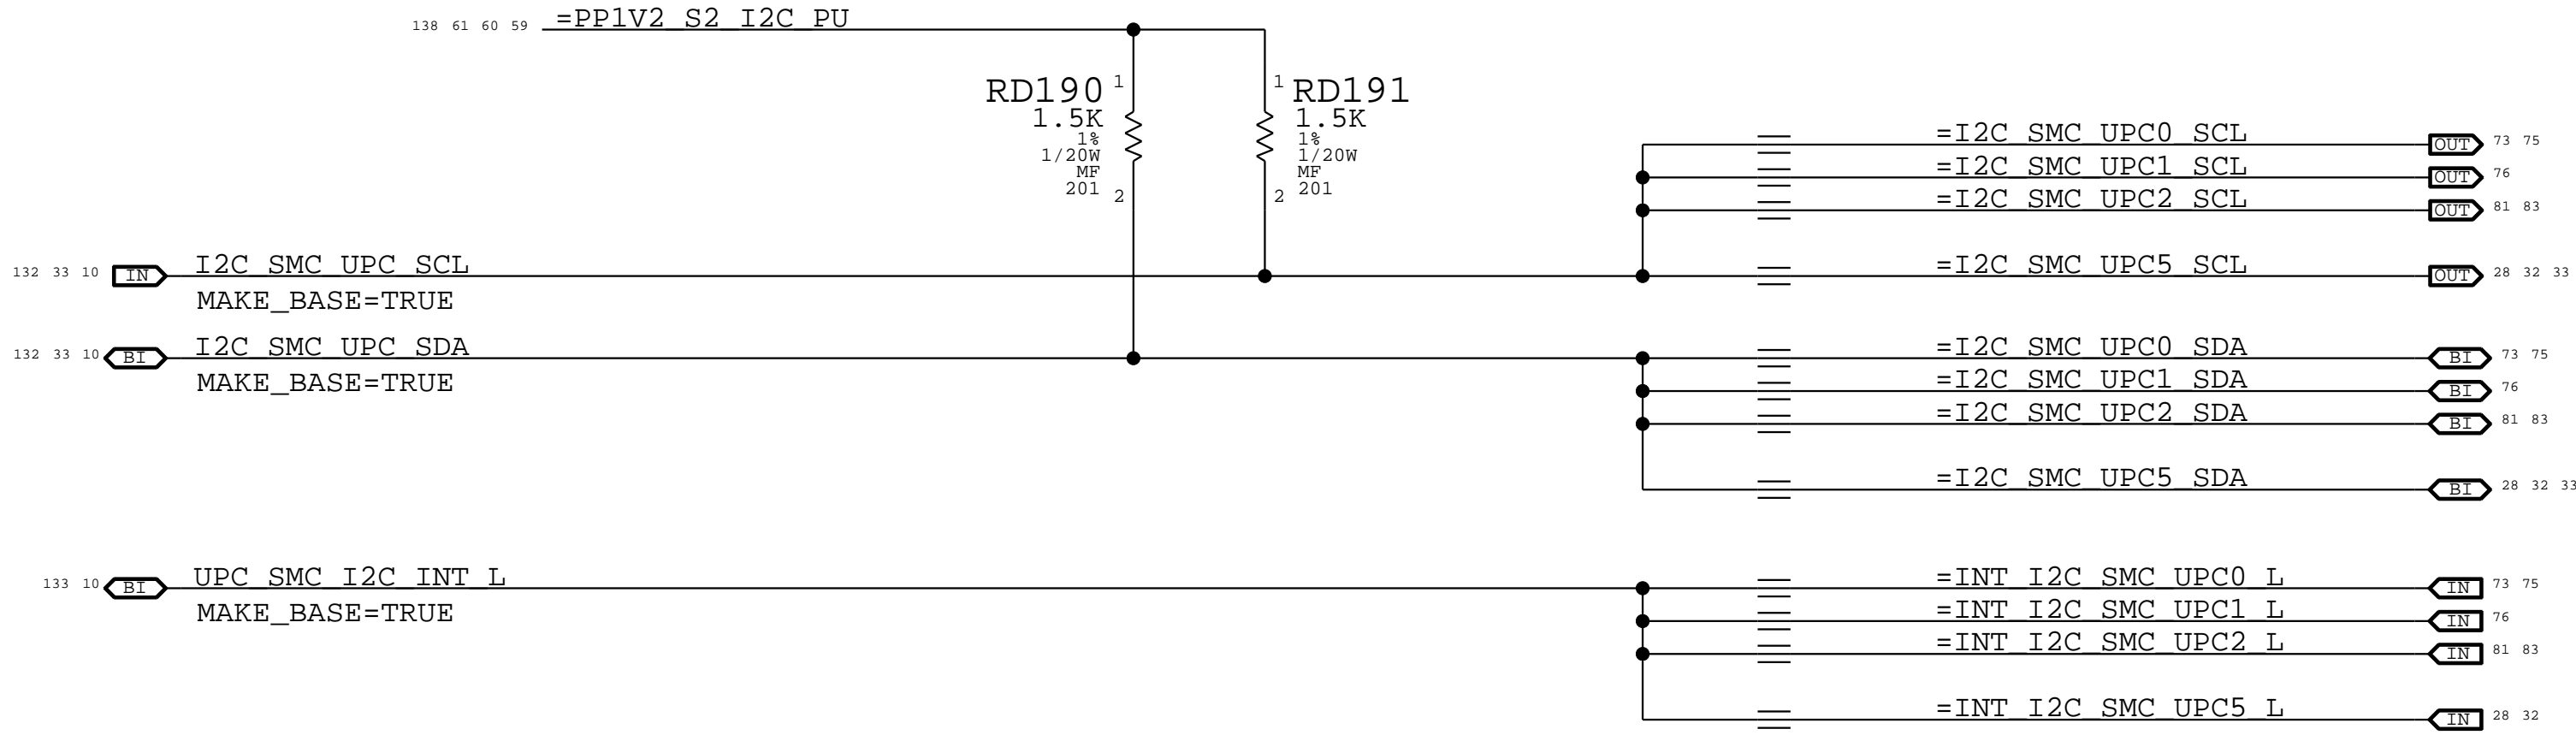 138 61 60 59 =PP1V2_S2_I2C_PU
RD190
1.5K
1%
1/20W
MF
201
1
2
RD191
1.5K
1%
1/20W
MF
201
1
2
=I2C_SMC_UPC0_SCL OUT 73 75
=I2C_SMC_UPC1_SCL OUT 76
=I2C_SMC_UPC2_SCL OUT 81 83
132 33 10 IN I2C_SMC_UPC_SCL
MAKE_BASE=TRUE
=I2C_SMC_UPC5_SCL OUT 28 32 33
132 33 10 BI I2C_SMC_UPC_SDA
MAKE_BASE=TRUE
=I2C_SMC_UPC0_SDA BI 73 75
=I2C_SMC_UPC1_SDA BI 76
=I2C_SMC_UPC2_SDA BI 81 83
=I2C_SMC_UPC5_SDA BI 28 32 33
133 10 BI UPC_SMC_I2C_INT_L
MAKE_BASE=TRUE
=INT_I2C_SMC_UPC0_L IN 73 75
=INT_I2C_SMC_UPC1_L IN 76
=INT_I2C_SMC_UPC2_L IN 81 83
=INT_I2C_SMC_UPC5_L IN 28 32